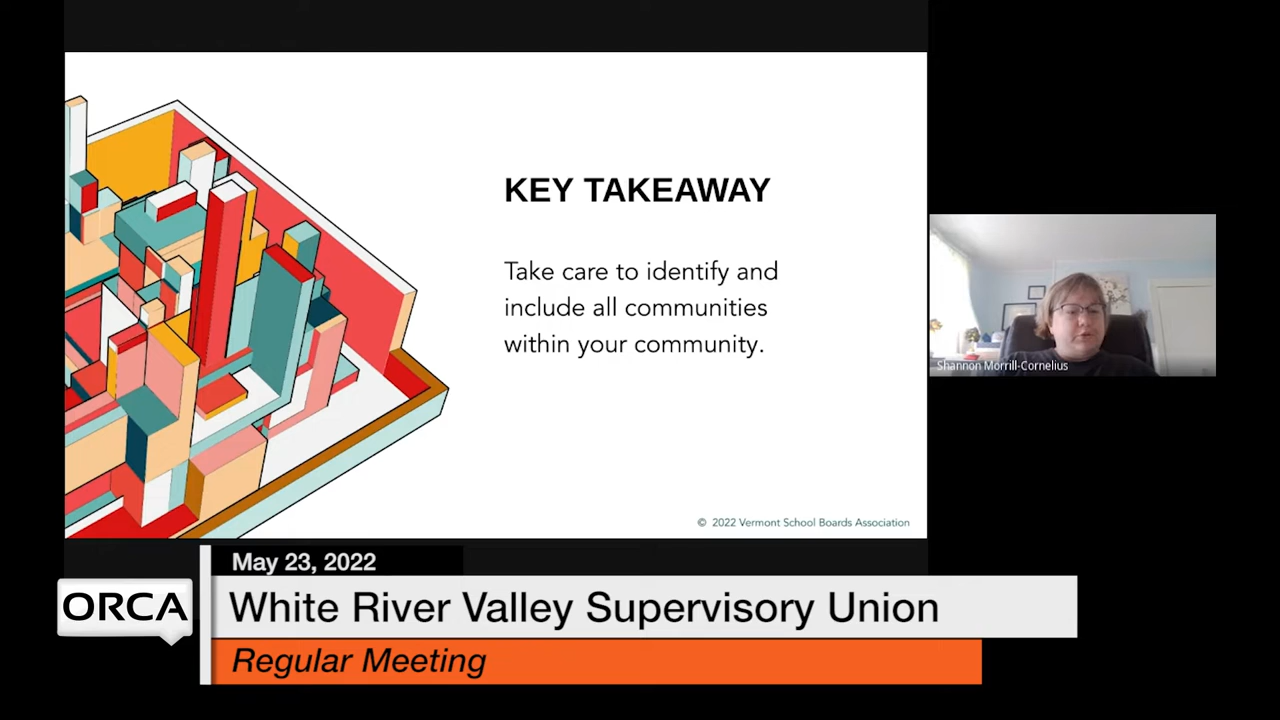 KEY TAKEAWAY
Take care to identify and
include all communities
within your community.
© 2022 Vermont School Boards Association
Shannon Morrill-Cornelius
May 23, 2022
ORCA
White River Valley Supervisory Union
Regular Meeting